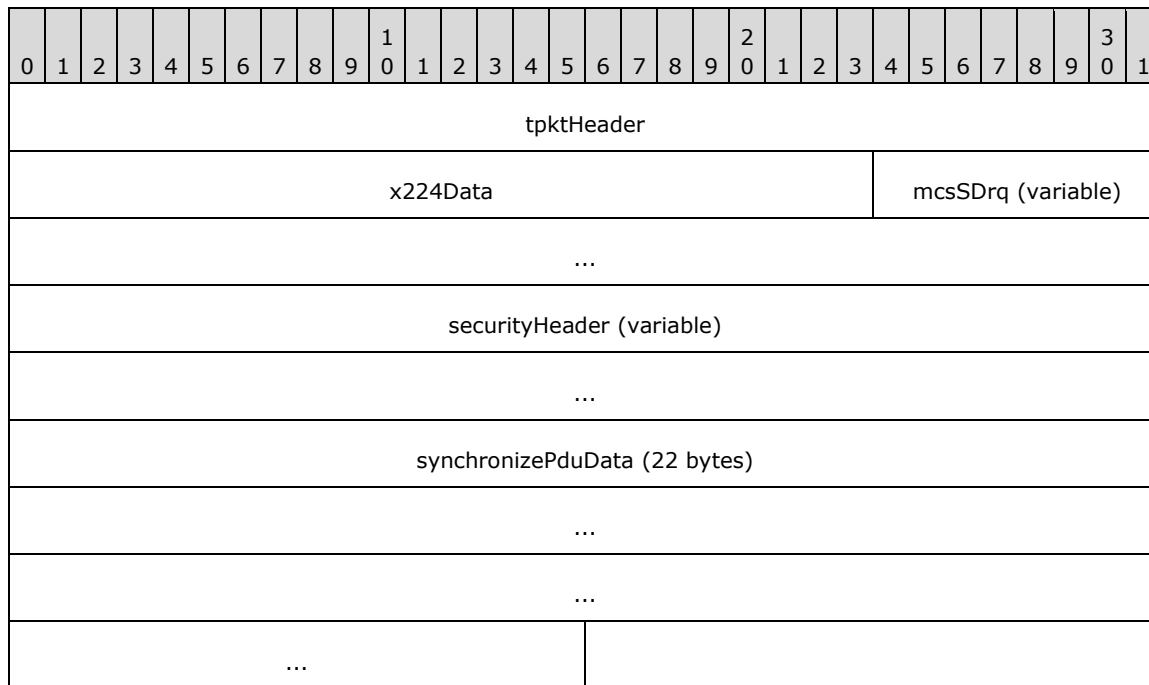 1 2 3
0 1 2 3 4 5 6 7 8 9 0 1 2 3 4 5 6 7 8 9 0 1 2 3 4 5 6 7 8 9 0 1
tpktHeader
x224Data mcsSDrq (variable)
...
securityHeader (variable)
...
synchronizePduData (22 bytes)
...
...
...